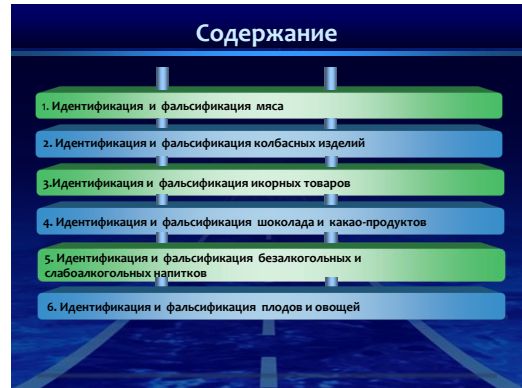 Содержание
1. Идентификация и фальсификация мяса
2. Идентификация и фальсификация колбасных изделий
3.Идентификация и фальсификация икорных товаров
4. Идентификация и фальсификация шоколада и какао-продуктов
5. Идентификация и фальсификация безалкогольных и
слабоалкогольных напитков
6. Идентификация и фальсификация плодов и овощей